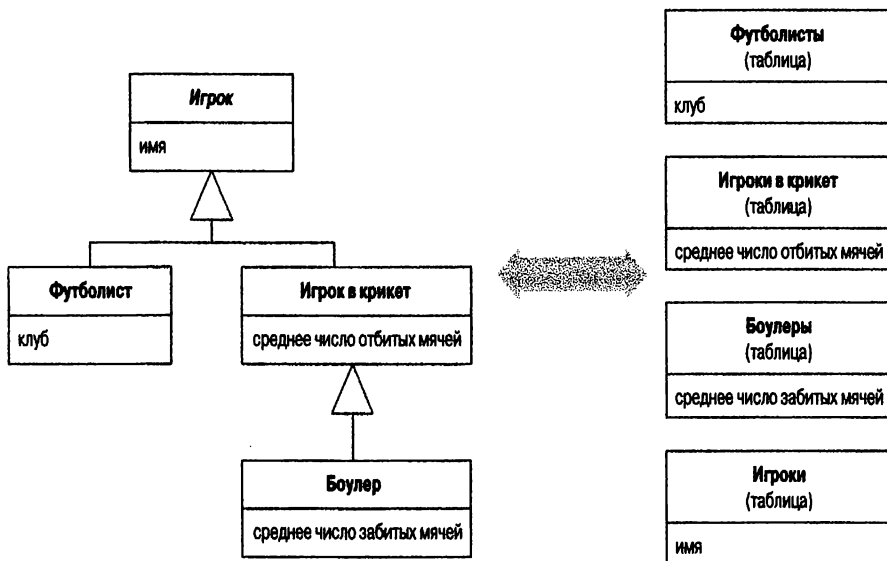 Игрок
имя
Футболист
клуб
Игрок в крикет
среднее число отбитых мячей
Боулер
среднее число забитых мячей
Футболисты
(таблица)
клуб
Игроки в крикет
(таблица)
среднее число отбитых мячей
Боулеры
(таблица)
среднее число забитых мячей
Игроки
(таблица)
имя